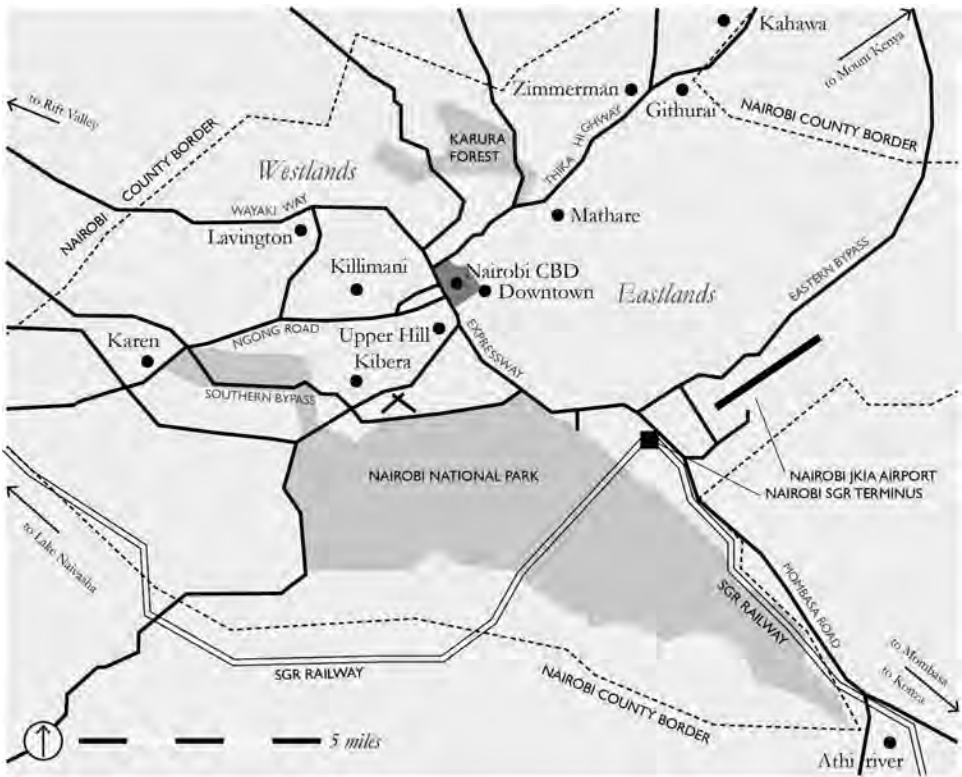 Kahawa
to Mount Kenya
Zimmerman
Githurai
to Rift Valley
NAIROBI COUNTY BORDER
KARURA
FOREST
THIKA HIGHWAY
NAIROBI COUNTY BORDER
Westlands
WAYAKI WAY
Lavington
Mathare
Killimani
Nairobi CBD
Downtown
Eastlands
EASTERN BYPASS
NGONG ROAD
Upper Hill
EXPRESSWAY
Karen
Kibera
SOUTHERN BYPASS
NAIROBI NATIONAL PARK
NAIROBI JKIA AIRPORT
NAIROBI SGR TERMINUS
to Lake Naivasha
SGR RAILWAY
MOMBASA ROAD
SGR RAILWAY
NAIROBI COUNTY BORDER
to Mombasa
to Konza
5 miles
Athi river